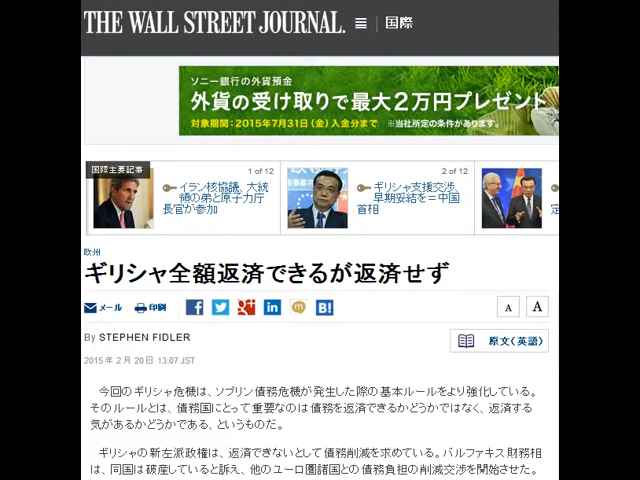 THE WALL STREET JOURNAL.
国際
ソニー銀行の外貨預金
外貨の受け取りで最大2万円プレゼント
対象期間：2015年7月31日(金)入金分まで ※当社所定の条件があります。
国際主要記事
1 of 12
イラン核協議、大統
領の弟と原子力庁
長官が参加
2 of 12
ギリシャ支援交渉、
早期妥結を＝中国
首相
欧州
ギリシャ全額返済できるが返済せず
メール
印刷
A
A
By STEPHEN FIDLER
原文(英語)
2015 年 2 月 20 日 13:07 JST
今回のギリシャ危機は、ソブリン債務危機が発生した際の基本ルールをより強化している。
そのルールとは、債務国にとって重要なのは債務を返済できるかどうかではなく、返済する
気があるかどうかである、というものだ。
ギリシャの新左派政権は、返済できないとして債務削減を求めている。バルファキス財務相
は、同国は破産していると訴え、他のユーロ圏諸国との債務負担の削減交渉を開始させた。